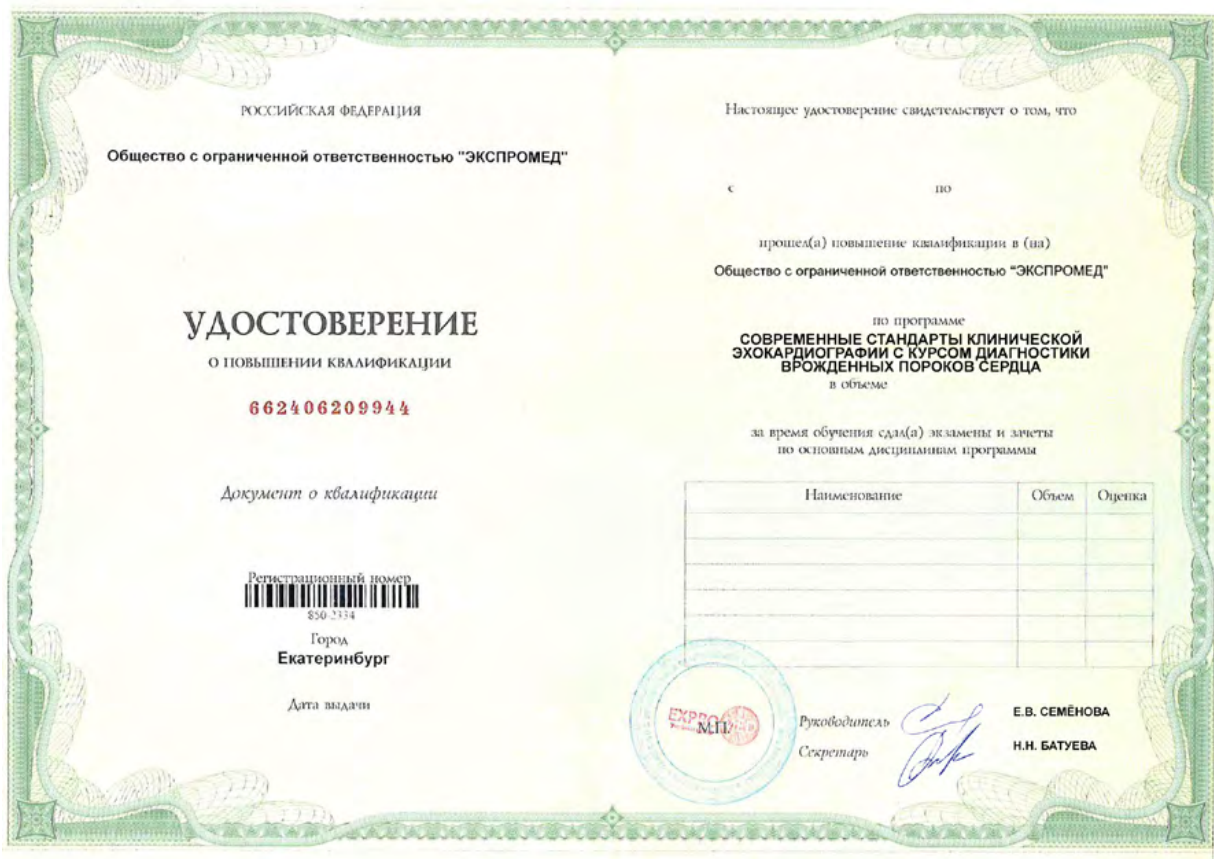 РОССИЙСКАЯ ФЕДЕРАЦИЯ
Общество с ограниченной ответственностью "ЭКСПРОМЕД"
УДОСТОВЕРЕНИЕ
О ПОВЫШЕНИИ КВАЛИФИКАЦИИ
662406209944
Документ о квалификации
Регистрационный номер
850-2334
Город
Екатеринбург
Дата выдачи
Настоящее удостоверение свидетельствует о том, что
с по
прошел(а) повышение квалификации в (на)
Общество с ограниченной ответственностью "ЭКСПРОМЕД"
по программе
СОВРЕМЕННЫЕ СТАНДАРТЫ КЛИНИЧЕСКОЙ
ЭХОКАРДИОГРАФИИ С КУРСОМ ДИАГНОСТИКИ
ВРОЖДЕННЫХ ПОРОКОВ СЕРДЦА
в объеме
за время обучения сдал(а) экзамены и зачеты
по основным дисциплинам программы
Наименование Объем Оценка
М.П.
Руководитель Е.В. СЕМЁНОВА
Секретарь Н.Н. БАТУЕВА